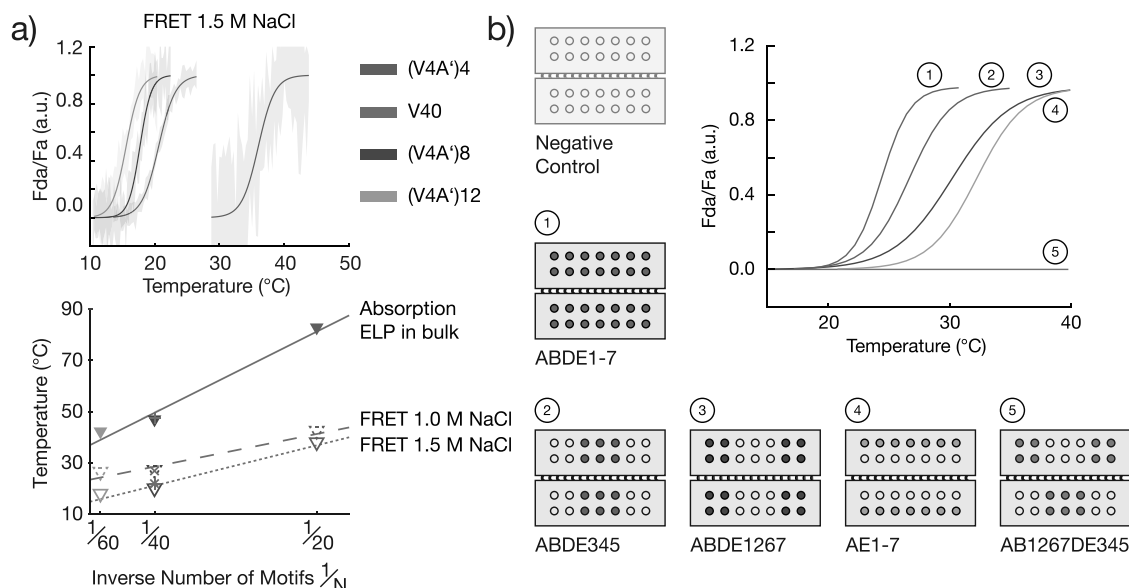 a)
FRET 1.5 M NaCl
1.2
0.8
0.4
0.0
Fda/Fa (a.u.)
10 20 30 40 50
Temperature (°C)
(V4A‘)4
V40
(V4A‘)8
(V4A‘)12
90
70
50
30
10
Temperature (°C)
Absorption
ELP in bulk
FRET 1.0 M NaCl
FRET 1.5 M NaCl
1/60 1/40 1/20
Inverse Number of Motifs 1/N
b)
Negative
Control
1
ABDE1-7
1.2
0.8
0.4
0.0
Fda/Fa (a.u.)
1 2 3
4
5
20 30 40
Temperature (°C)
2 3 4 5
ABDE345 ABDE1267 AE1-7 AB1267DE345